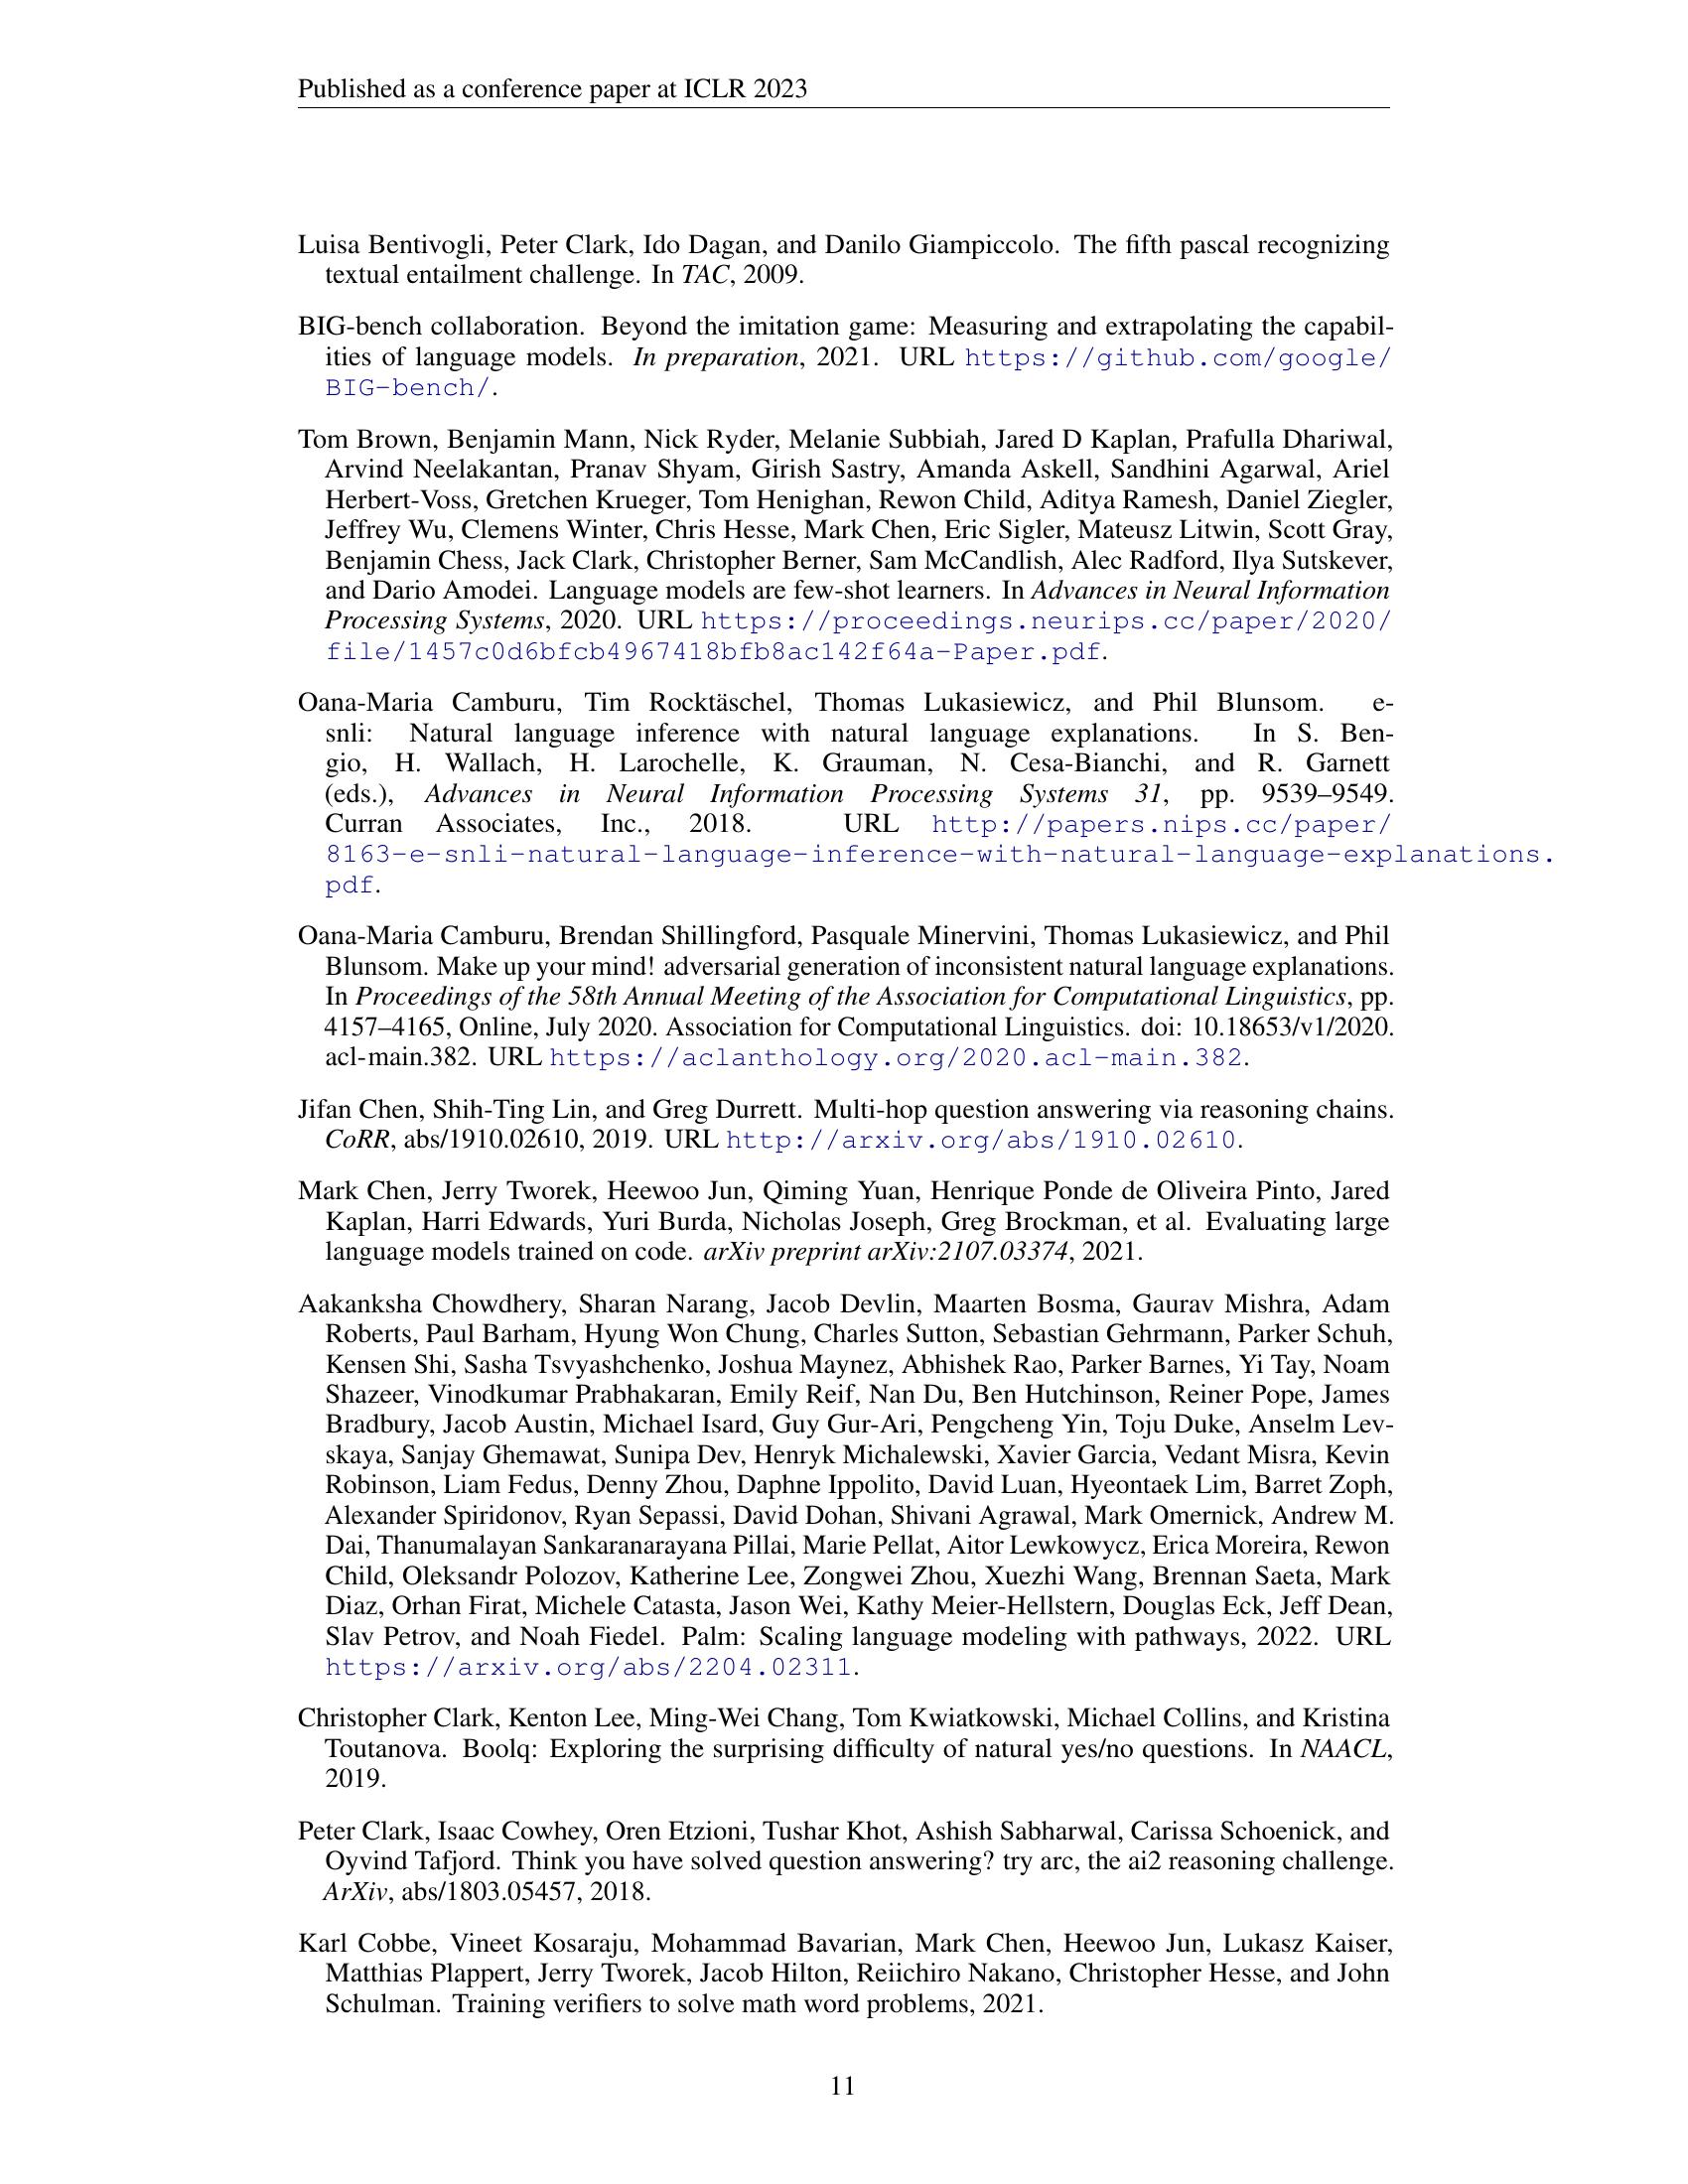 Published as a conference paper at ICLR 2023
Luisa Bentivogli, Peter Clark, Ido Dagan, and Danilo Giampiccolo. The fifth pascal recognizing
textual entailment challenge. In TAC, 2009.
BIG-bench collaboration. Beyond the imitation game: Measuring and extrapolating the capabil-
ities of language models. In preparation, 2021. URL https://github.com/google/
BIG-bench/.
Tom Brown, Benjamin Mann, Nick Ryder, Melanie Subbiah, Jared D Kaplan, Prafulla Dhariwal,
Arvind Neelakantan, Pranav Shyam, Girish Sastry, Amanda Askell, Sandhini Agarwal, Ariel
Herbert-Voss, Gretchen Krueger, Tom Henighan, Rewon Child, Aditya Ramesh, Daniel Ziegler,
Jeffrey Wu, Clemens Winter, Chris Hesse, Mark Chen, Eric Sigler, Mateusz Litwin, Scott Gray,
Benjamin Chess, Jack Clark, Christopher Berner, Sam McCandlish, Alec Radford, Ilya Sutskever,
and Dario Amodei. Language models are few-shot learners. In Advances in Neural Information
Processing Systems, 2020. URL https://proceedings.neurips.cc/paper/2020/
file/1457c0d6bfcb4967418bfb8ac142f64a-Paper.pdf.
Oana-Maria Camburu, Tim Rocktäschel, Thomas Lukasiewicz, and Phil Blunsom. e-
snli: Natural language inference with natural language explanations. In S. Ben-
gio, H. Wallach, H. Larochelle, K. Grauman, N. Cesa-Bianchi, and R. Garnett
(eds.), Advances in Neural Information Processing Systems 31, pp. 9539–9549.
Curran Associates, Inc., 2018. URL http://papers.nips.cc/paper/
8163-e-snli-natural-language-inference-with-natural-language-explanations.
pdf.
Oana-Maria Camburu, Brendan Shillingford, Pasquale Minervini, Thomas Lukasiewicz, and Phil
Blunsom. Make up your mind! adversarial generation of inconsistent natural language explanations.
In Proceedings of the 58th Annual Meeting of the Association for Computational Linguistics, pp.
4157–4165, Online, July 2020. Association for Computational Linguistics. doi: 10.18653/v1/2020.
acl-main.382. URL https://aclanthology.org/2020.acl-main.382.
Jifan Chen, Shih-Ting Lin, and Greg Durrett. Multi-hop question answering via reasoning chains.
CoRR, abs/1910.02610, 2019. URL http://arxiv.org/abs/1910.02610.
Mark Chen, Jerry Tworek, Heewoo Jun, Qiming Yuan, Henrique Ponde de Oliveira Pinto, Jared
Kaplan, Harri Edwards, Yuri Burda, Nicholas Joseph, Greg Brockman, et al. Evaluating large
language models trained on code. arXiv preprint arXiv:2107.03374, 2021.
Aakanksha Chowdhery, Sharan Narang, Jacob Devlin, Maarten Bosma, Gaurav Mishra, Adam
Roberts, Paul Barham, Hyung Won Chung, Charles Sutton, Sebastian Gehrmann, Parker Schuh,
Kensen Shi, Sasha Tsvyashchenko, Joshua Maynez, Abhishek Rao, Parker Barnes, Yi Tay, Noam
Shazeer, Vinodkumar Prabhakaran, Emily Reif, Nan Du, Ben Hutchinson, Reiner Pope, James
Bradbury, Jacob Austin, Michael Isard, Guy Gur-Ari, Pengcheng Yin, Toju Duke, Anselm Lev-
skaya, Sanjay Ghemawat, Sunipa Dev, Henryk Michalewski, Xavier Garcia, Vedant Misra, Kevin
Robinson, Liam Fedus, Denny Zhou, Daphne Ippolito, David Luan, Hyeontaek Lim, Barret Zoph,
Alexander Spiridonov, Ryan Sepassi, David Dohan, Shivani Agrawal, Mark Omernick, Andrew M.
Dai, Thanumalayan Sankaranarayana Pillai, Marie Pellat, Aitor Lewkowycz, Erica Moreira, Rewon
Child, Oleksandr Polozov, Katherine Lee, Zongwei Zhou, Xuezhi Wang, Brennan Saeta, Mark
Diaz, Orhan Firat, Michele Catasta, Jason Wei, Kathy Meier-Hellstern, Douglas Eck, Jeff Dean,
Slav Petrov, and Noah Fiedel. Palm: Scaling language modeling with pathways, 2022. URL
https://arxiv.org/abs/2204.02311.
Christopher Clark, Kenton Lee, Ming-Wei Chang, Tom Kwiatkowski, Michael Collins, and Kristina
Toutanova. Boolq: Exploring the surprising difficulty of natural yes/no questions. In NAACL,
2019.
Peter Clark, Isaac Cowhey, Oren Etzioni, Tushar Khot, Ashish Sabharwal, Carissa Schoenick, and
Oyvind Tafjord. Think you have solved question answering? try arc, the ai2 reasoning challenge.
ArXiv, abs/1803.05457, 2018.
Karl Cobbe, Vineet Kosaraju, Mohammad Bavarian, Mark Chen, Heewoo Jun, Lukasz Kaiser,
Matthias Plappert, Jerry Tworek, Jacob Hilton, Reiichiro Nakano, Christopher Hesse, and John
Schulman. Training verifiers to solve math word problems, 2021.
11